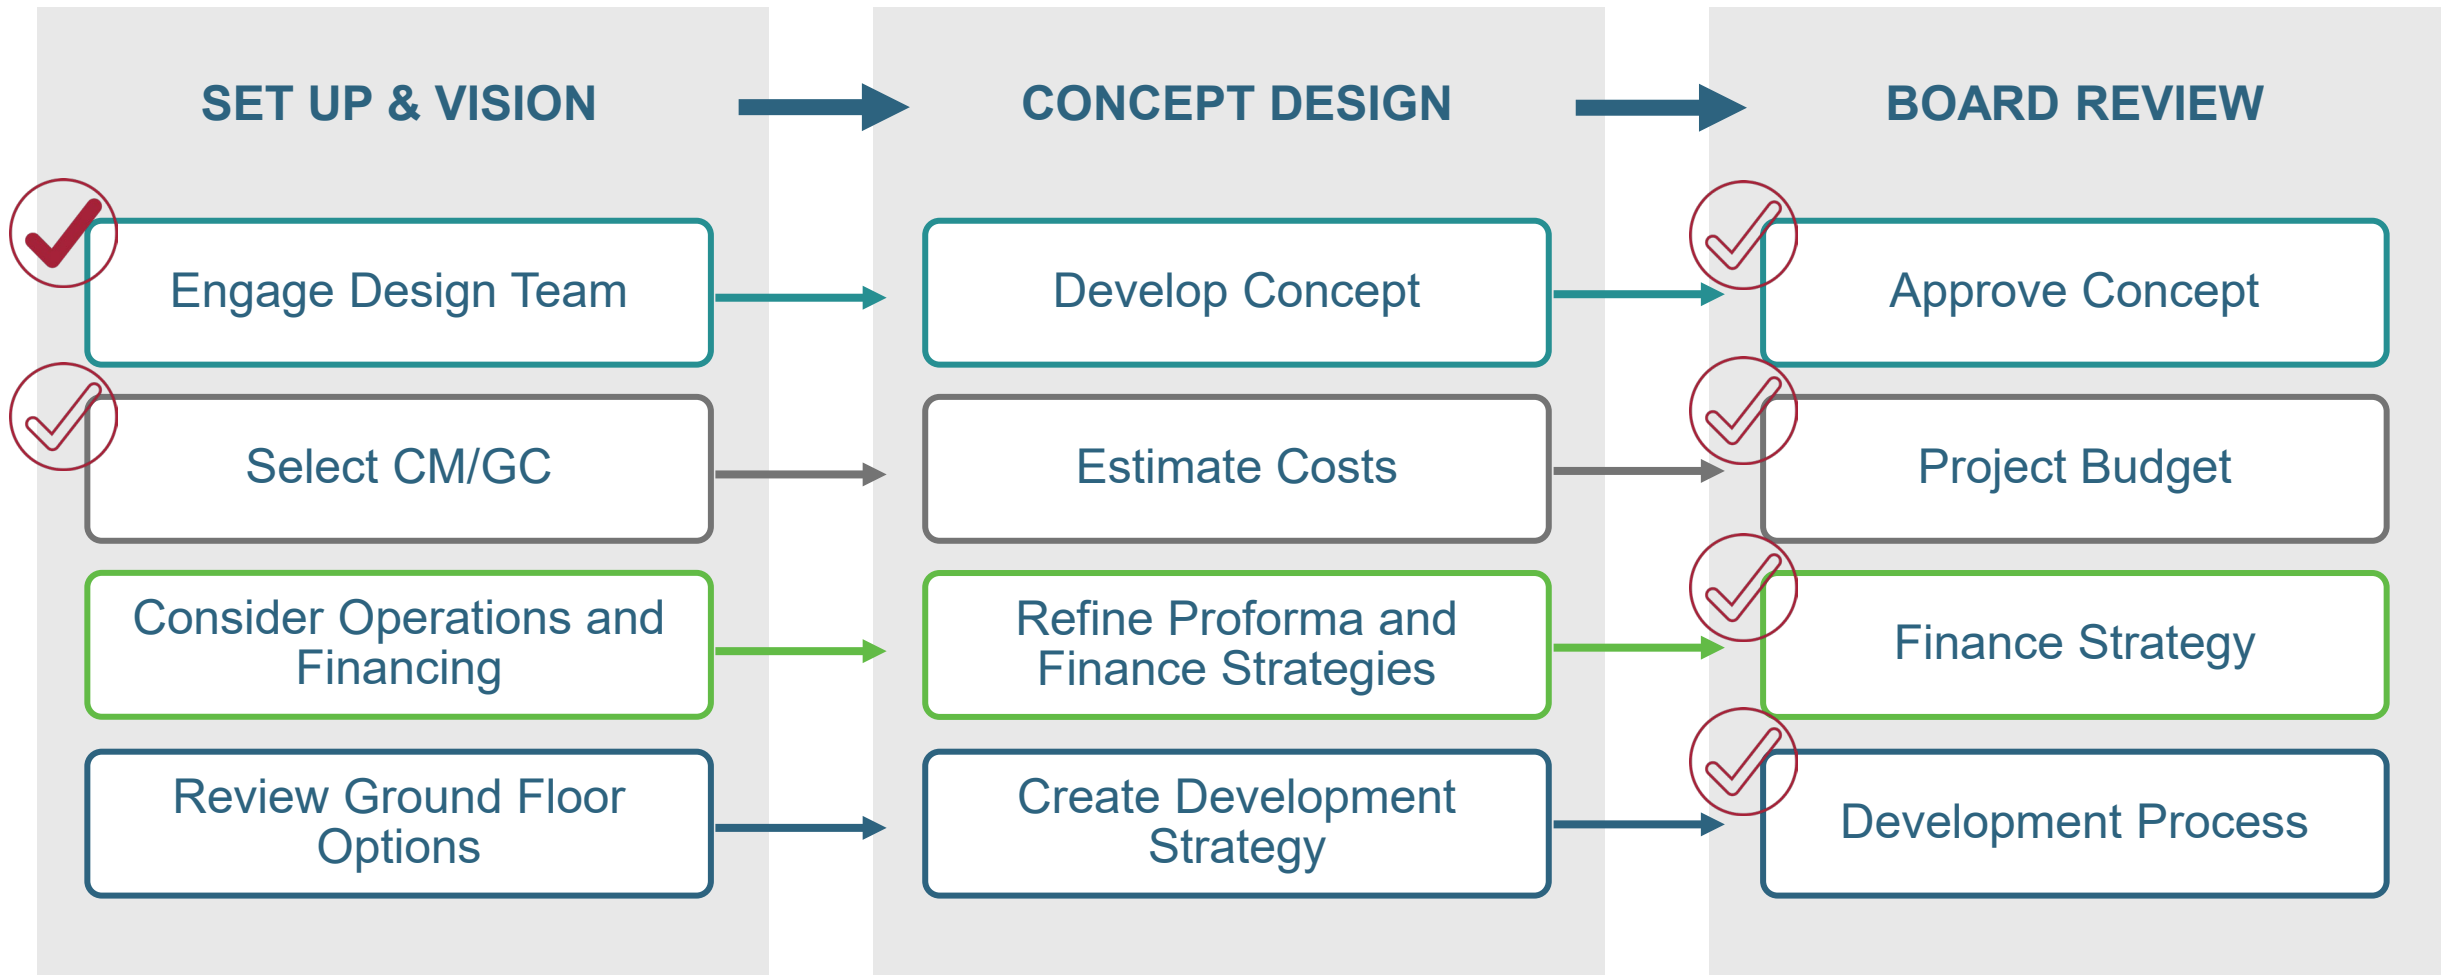 SET UP & VISION
CONCEPT DESIGN
BOARD REVIEW
Engage Design Team
Develop Concept
Approve Concept
Select CM/GC
Estimate Costs
Project Budget
Consider Operations and
Financing
Refine Proforma and
Finance Strategies
Finance Strategy
Review Ground Floor
Options
Create Development
Strategy
Development Process